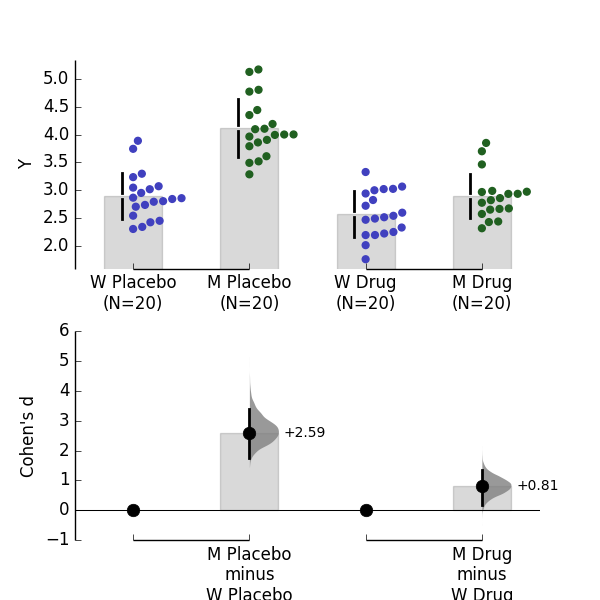 5.0
4.5
4.0
3.5
3.0
2.5
2.0
Y
W Placebo
(N=20)
M Placebo
(N=20)
W Drug
(N=20)
M Drug
(N=20)
6
5
4
3
2
1
0
−1
Cohen's d
+2.59
+0.81
M Placebo
minus
W Placebo
M Drug
minus
W Drug